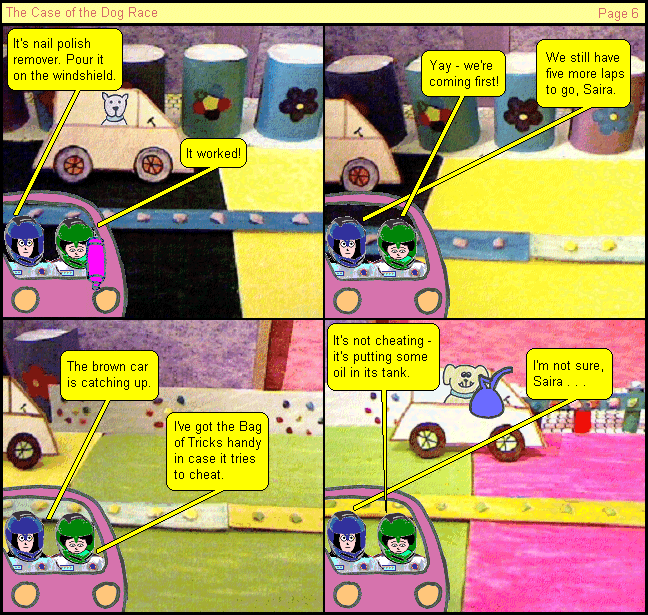 The Case of the Dog Race
Page 6
It's nail polish
remover. Pour it
on the windshield.
It worked!
Yay - we're
coming first!
We still have
five more laps
to go, Saira.
The brown car
is catching up.
I've got the Bag
of Tricks handy
in case it tries
to cheat.
It's not cheating -
it's putting some
oil in its tank.
I'm not sure,
Saira . . .